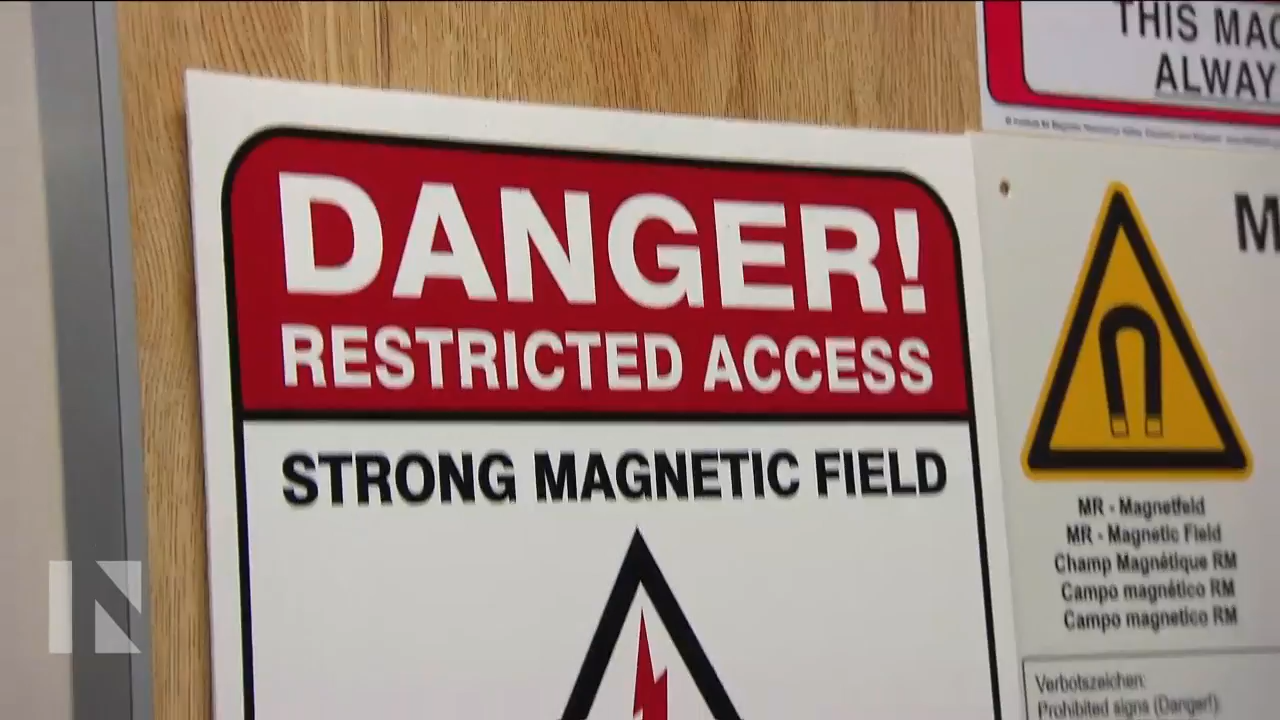 DANGER!
RESTRICTED ACCESS
STRONG MAGNETIC FIELD
THIS MAG
ALWAY
M
MR - Magnetfeld
MR - Magnetic Field
Champ Magnétique RM
Campo magnético RM
Campo magnetico RM
Verbotszeichen:
Prohibited signs (Danger!):
N